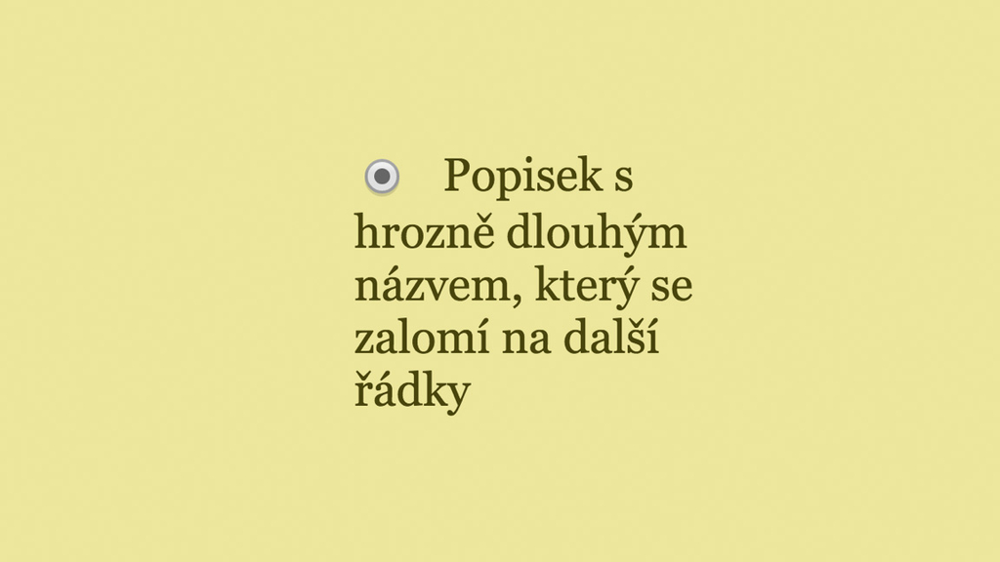 Popisek s
hrozně dlouhým
názvem, který se
zalomí na další
řádky